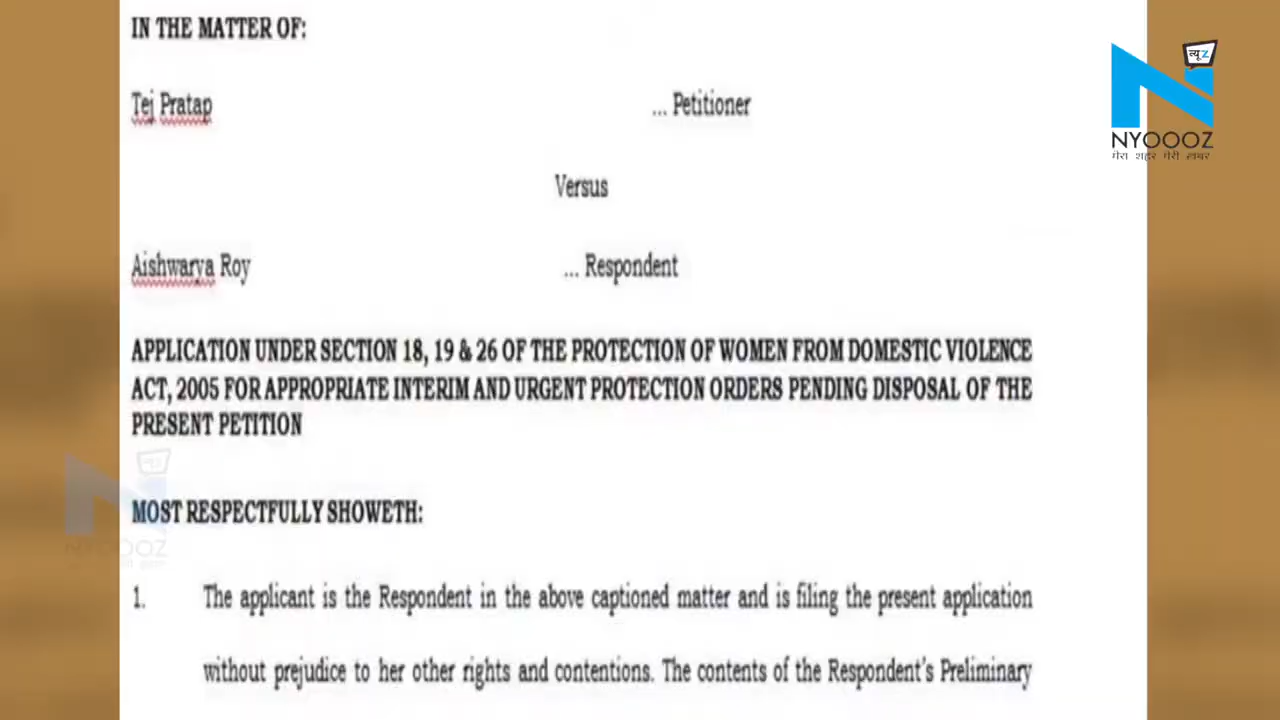 IN THE MATTER OF:
न्यूz
Tej Pratap ... Petitioner
NYOOOZ
मेरा शहर मेरी खबर
Versus
Aishwarya Roy ... Respondent
APPLICATION UNDER SECTION 18, 19 & 26 OF THE PROTECTION OF WOMEN FROM DOMESTIC VIOLENCE
ACT, 2005 FOR APPROPRIATE INTERIM AND URGENT PROTECTION ORDERS PENDING DISPOSAL OF THE
PRESENT PETITION
MOST RESPECTFULLY SHOWETH:
NYOOOZ
1. The applicant is the Respondent in the above captioned matter and is filing the present application
without prejudice to her other rights and contentions. The contents of the Respondent's Preliminary